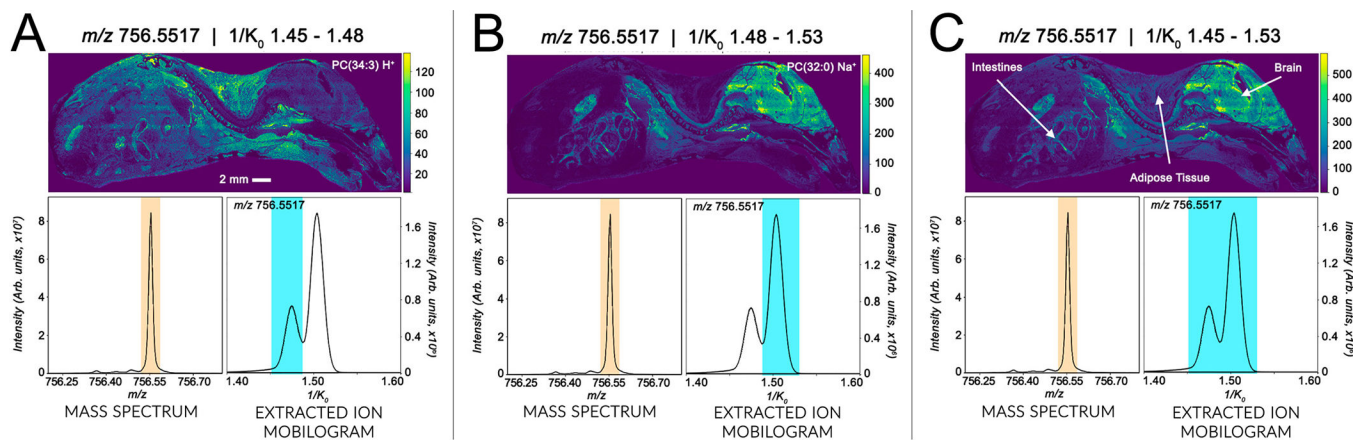 A
m/z 756.5517 | 1/K0 1.45 - 1.48
PC(34:3) H+
2 mm
120
100
80
60
40
20
Intensity (Arb. units, x10⁷)
8
6
4
2
0
756.25 756.40 756.55 756.70
m/z
MASS SPECTRUM
m/z 756.5517
1.6
1.2
0.8
0.4
0
Intensity (Arb. units, x10⁶)
1.40 1.50 1.60
1/K0
EXTRACTED ION
MOBILOGRAM
B
m/z 756.5517 | 1/K0 1.48 - 1.53
PC(32:0) Na+
400
300
200
100
0
Intensity (Arb. units, x10⁷)
8
6
4
2
0
756.25 756.40 756.55 756.70
m/z
MASS SPECTRUM
m/z 756.5517
1.6
1.2
0.8
0.4
0
Intensity (Arb. units, x10⁶)
1.40 1.50 1.60
1/K0
EXTRACTED ION
MOBILOGRAM
C
m/z 756.5517 | 1/K0 1.45 - 1.53
Intestines
Brain
Adipose Tissue
500
400
300
200
100
0
Intensity (Arb. units, x10⁷)
8
6
4
2
0
756.25 756.40 756.55 756.70
m/z
MASS SPECTRUM
m/z 756.5517
1.6
1.2
0.8
0.4
0
Intensity (Arb. units, x10⁶)
1.40 1.50 1.60
1/K0
EXTRACTED ION
MOBILOGRAM